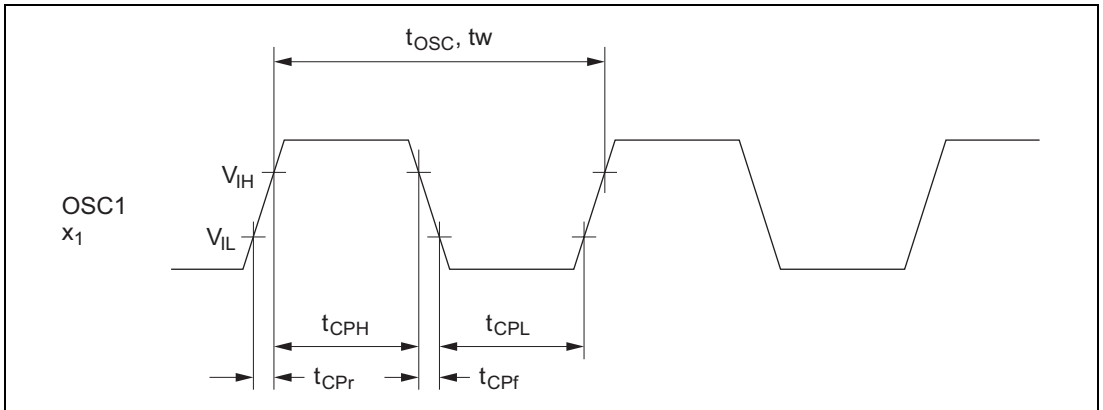 tOSC, tw
VIH
OSC1
x1
VIL
tCPH
tCPL
tCPr
tCPf